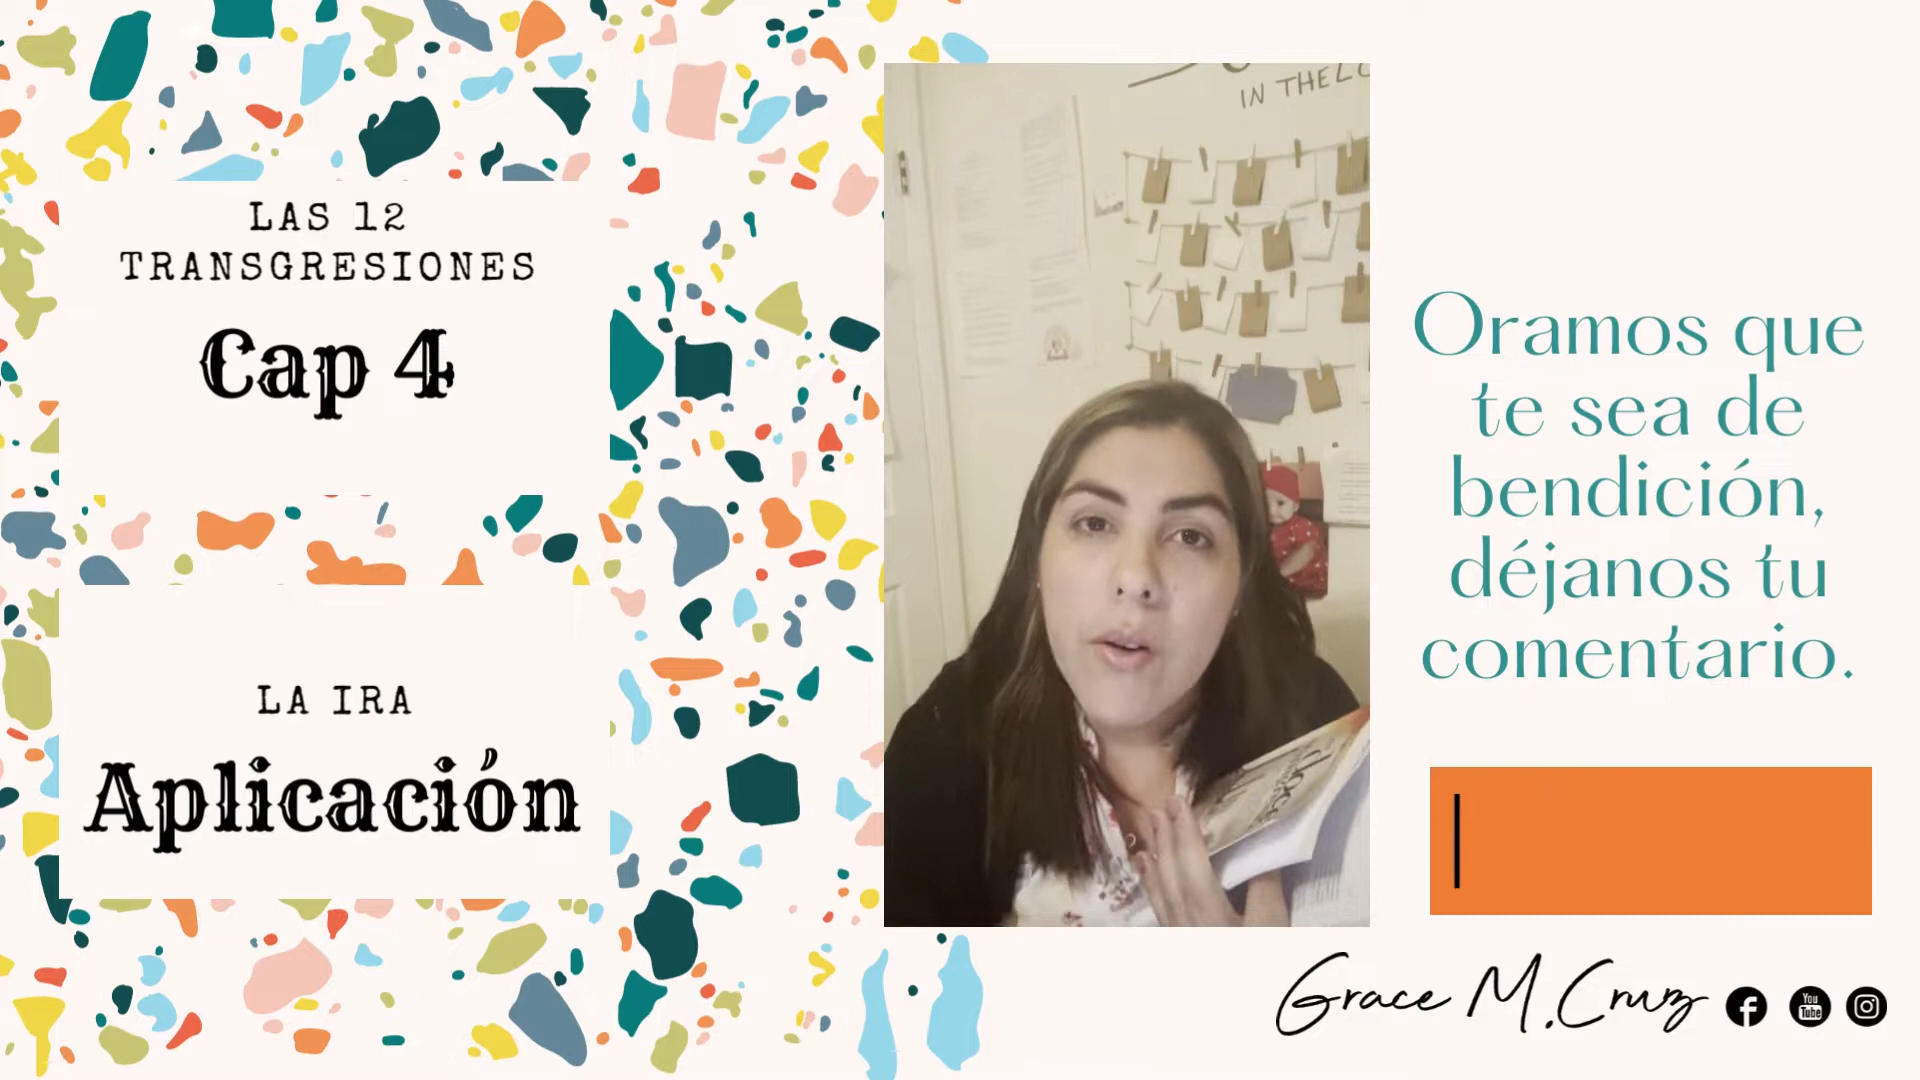 LAS 12
TRANSGRESIONES
Cap 4
LA IRA
Aplicación
IN THE
Oramos que
te sea de
bendición,
déjanos tu
comentario.
Grace M. Cruz
You
Tube